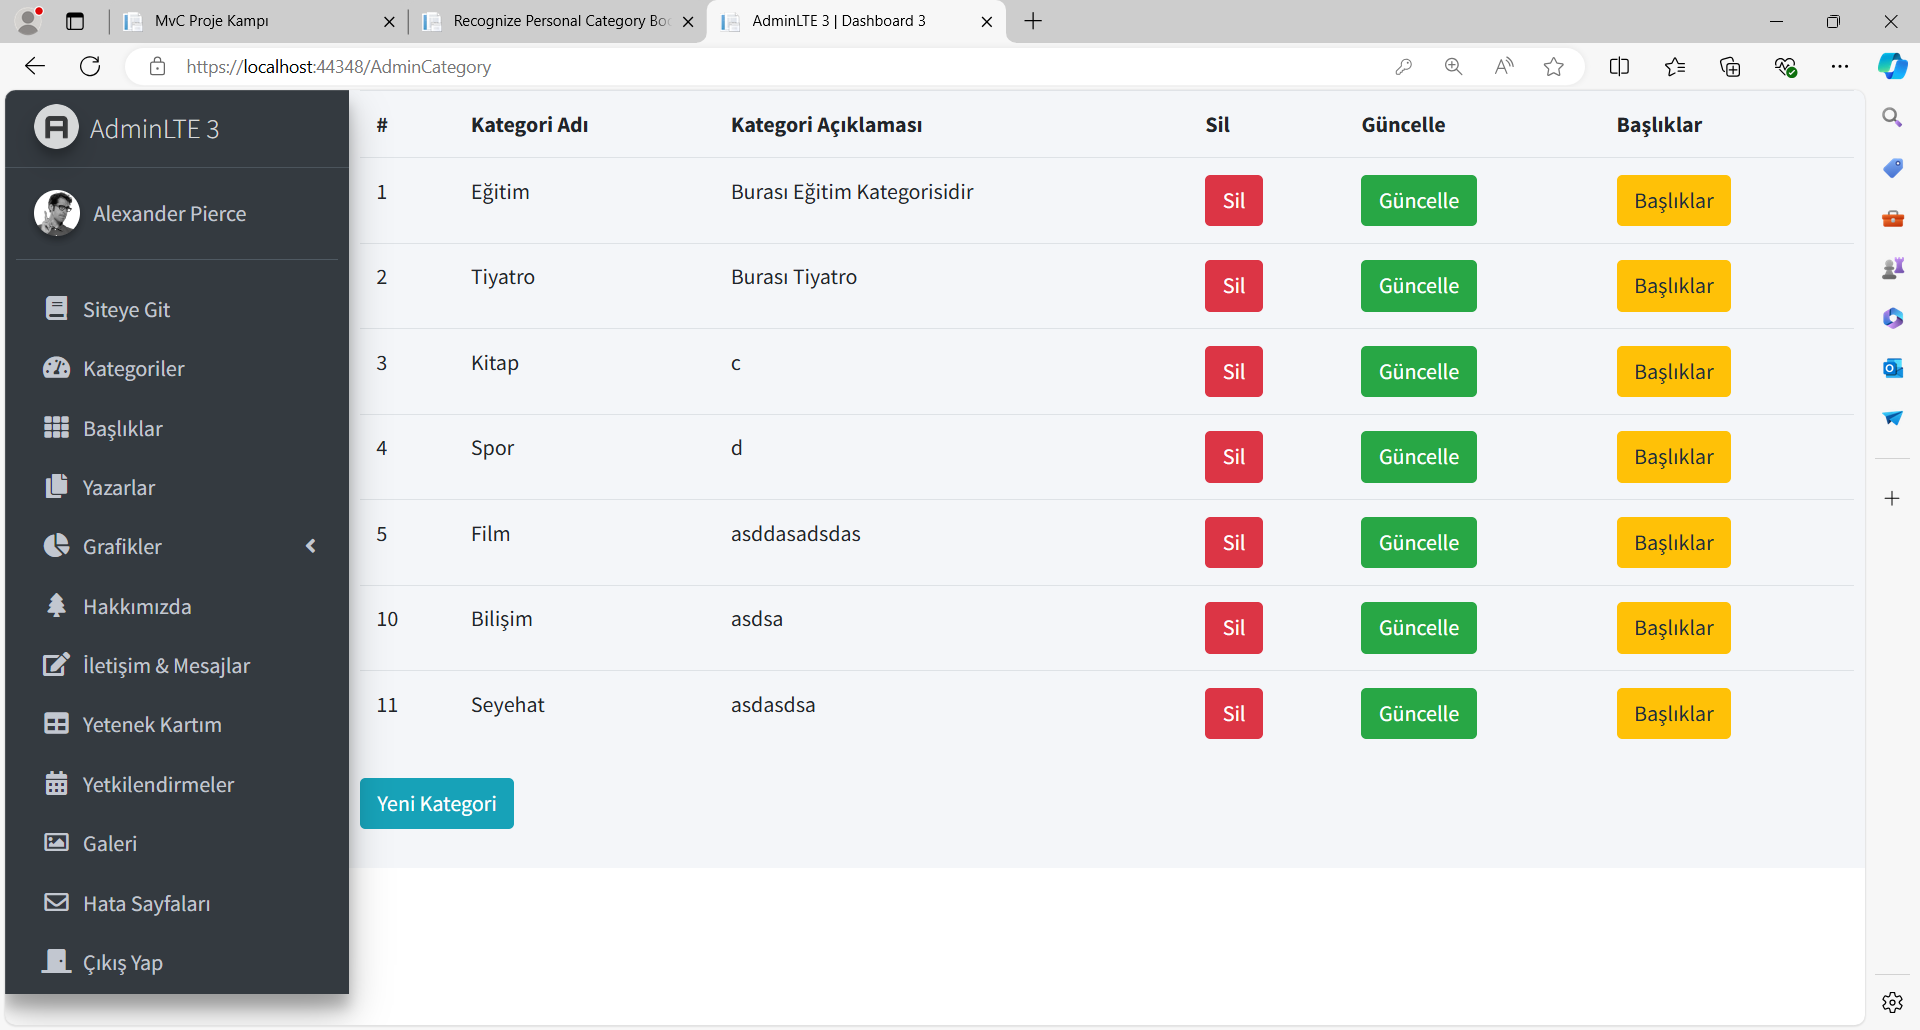 MvC Proje Kampı
Recognize Personal Category Boo
AdminLTE 3 | Dashboard 3
https://localhost:44348/AdminCategory
AdminLTE 3
Alexander Pierce
Siteye Git
Kategoriler
Başlıklar
Yazarlar
Grafikler
Hakkımızda
İletişim & Mesajlar
Yetenek Kartım
Yetkilendirmeler
Galeri
Hata Sayfaları
Çıkış Yap
# Kategori Adı Kategori Açıklaması Sil Güncelle Başlıklar
1 Eğitim Burası Eğitim Kategorisidir Sil Güncelle Başlıklar
2 Tiyatro Burası Tiyatro Sil Güncelle Başlıklar
3 Kitap c Sil Güncelle Başlıklar
4 Spor d Sil Güncelle Başlıklar
5 Film asddasadsdas Sil Güncelle Başlıklar
10 Bilişim asdsa Sil Güncelle Başlıklar
11 Seyehat asdasdsa Sil Güncelle Başlıklar
Yeni Kategori